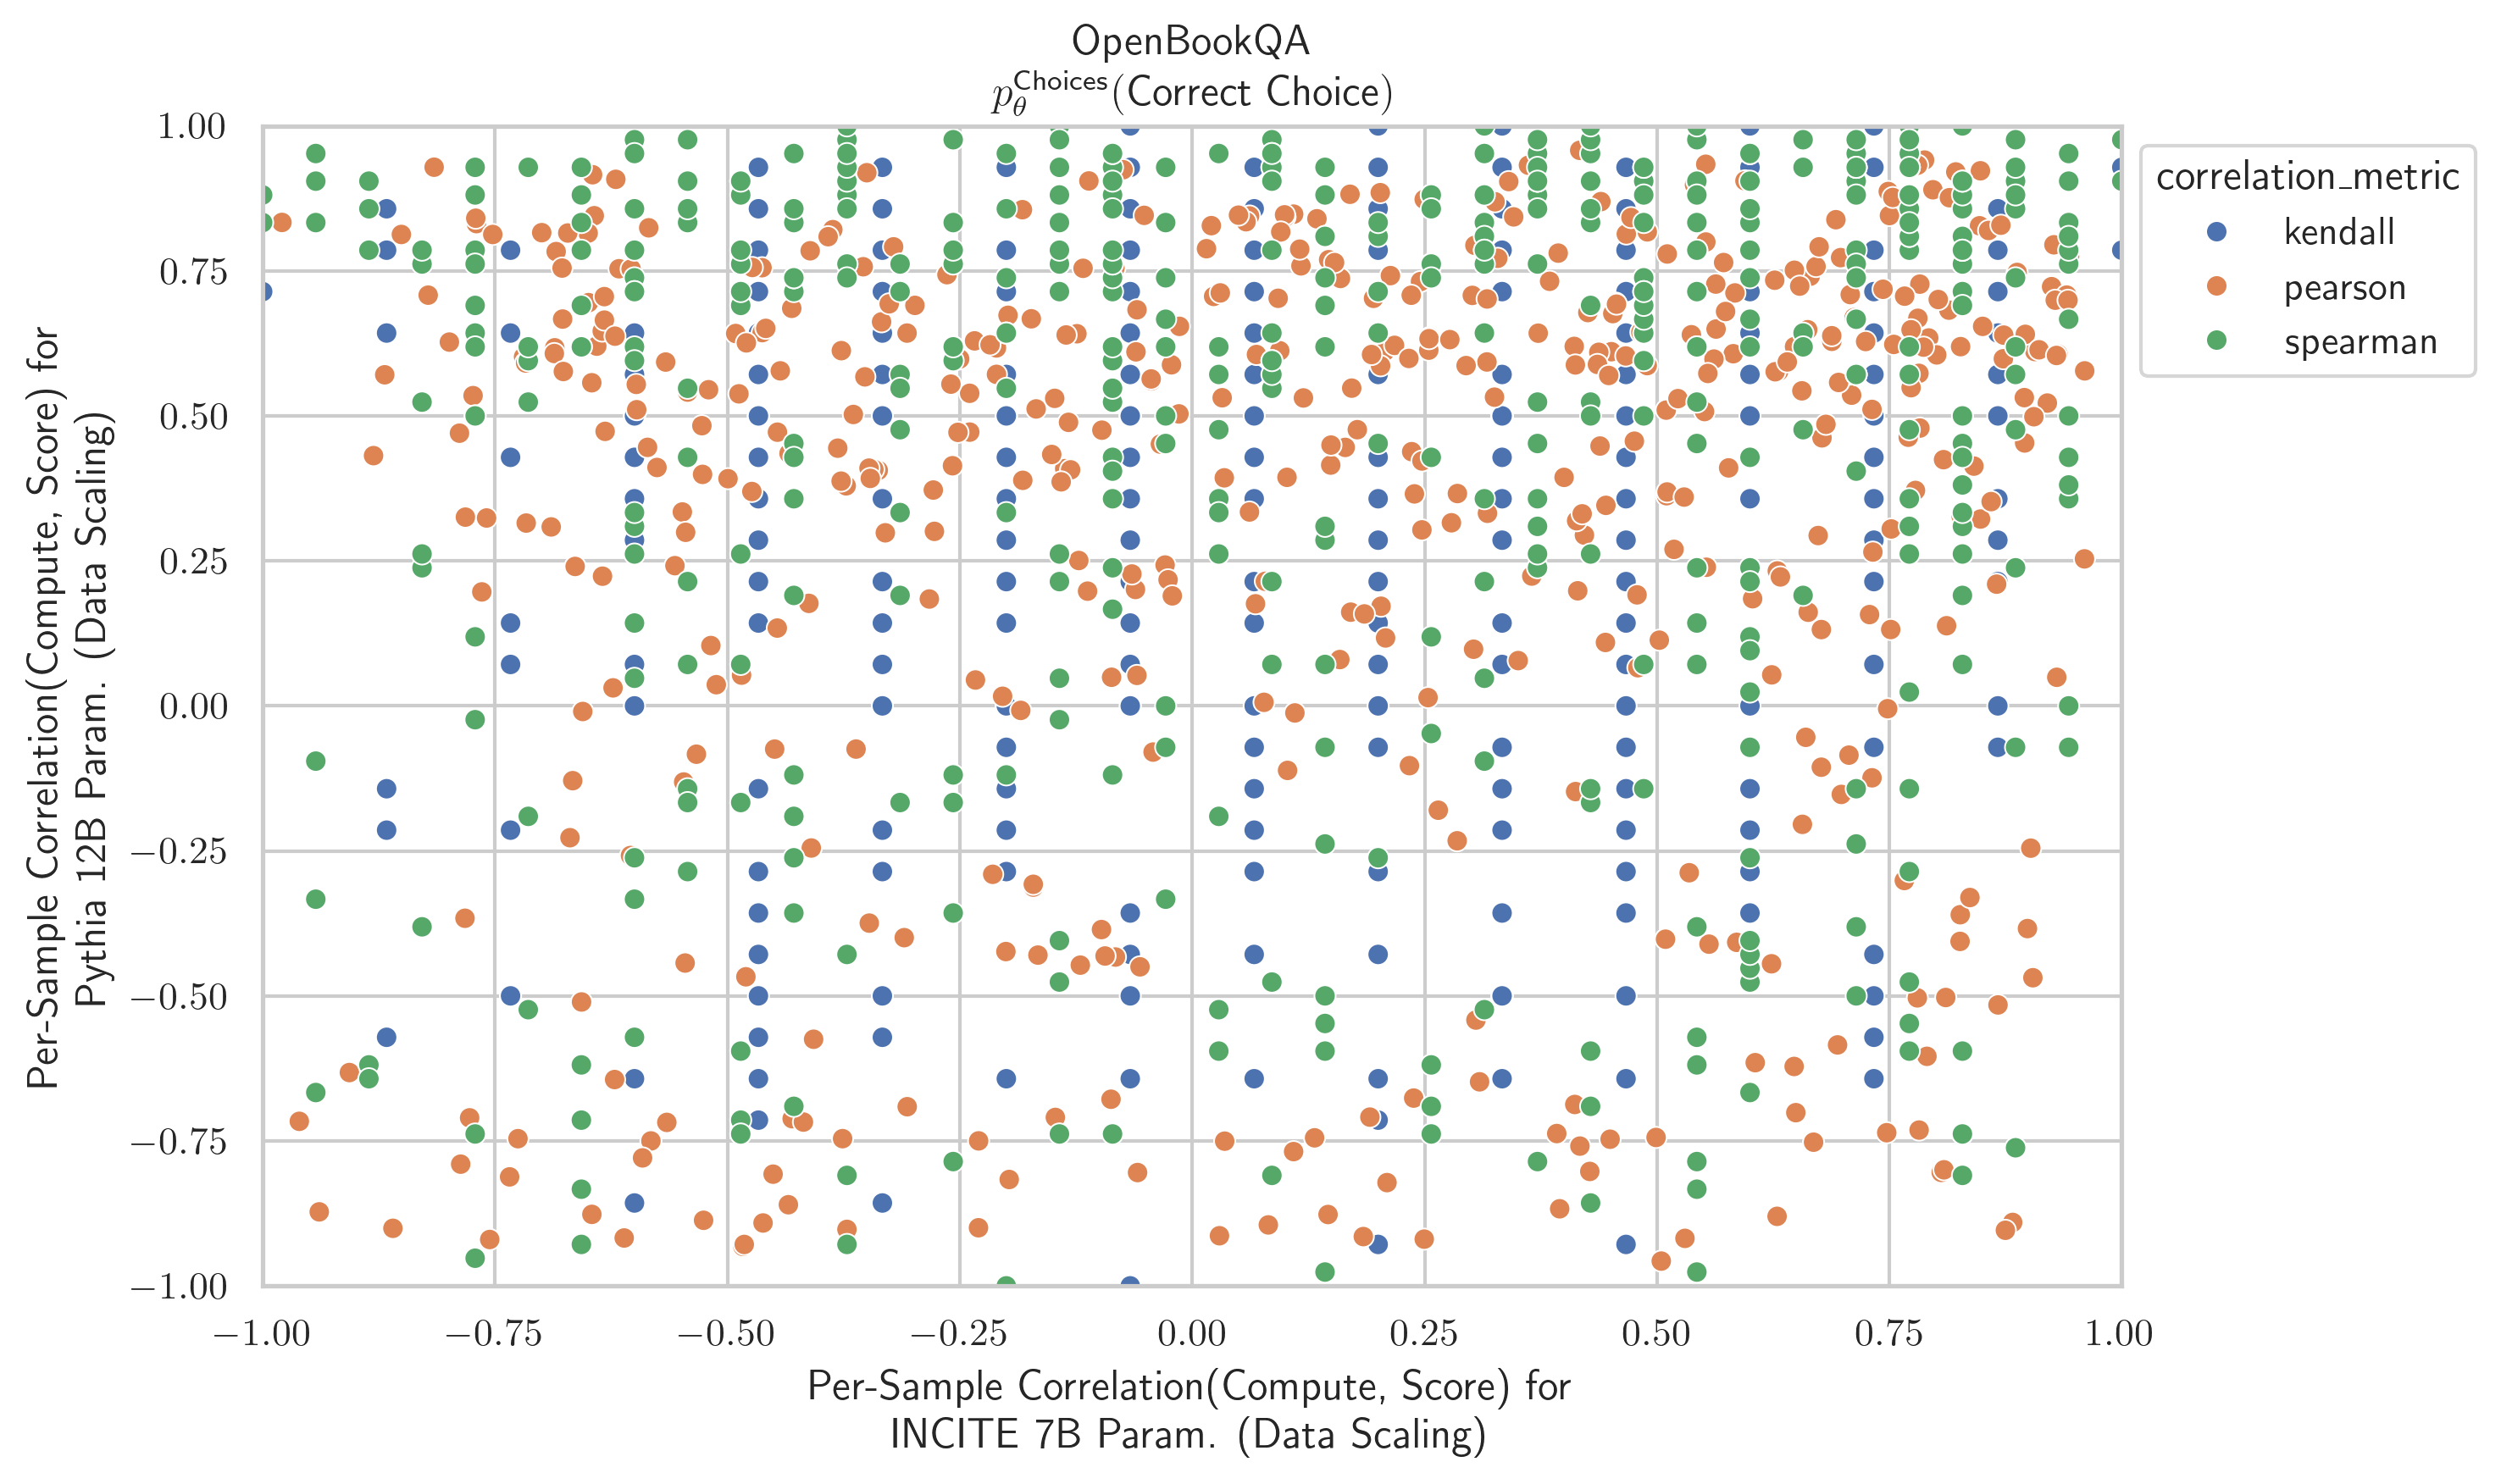 OpenBookQA
p_θ^Choices(Correct Choice)
Per-Sample Correlation(Compute, Score) for
Pythia 12B Param. (Data Scaling)
1.00
0.75
0.50
0.25
0.00
−0.25
−0.50
−0.75
−1.00
−1.00 −0.75 −0.50 −0.25 0.00 0.25 0.50 0.75 1.00
Per-Sample Correlation(Compute, Score) for
INCITE 7B Param. (Data Scaling)
correlation_metric
kendall
pearson
spearman